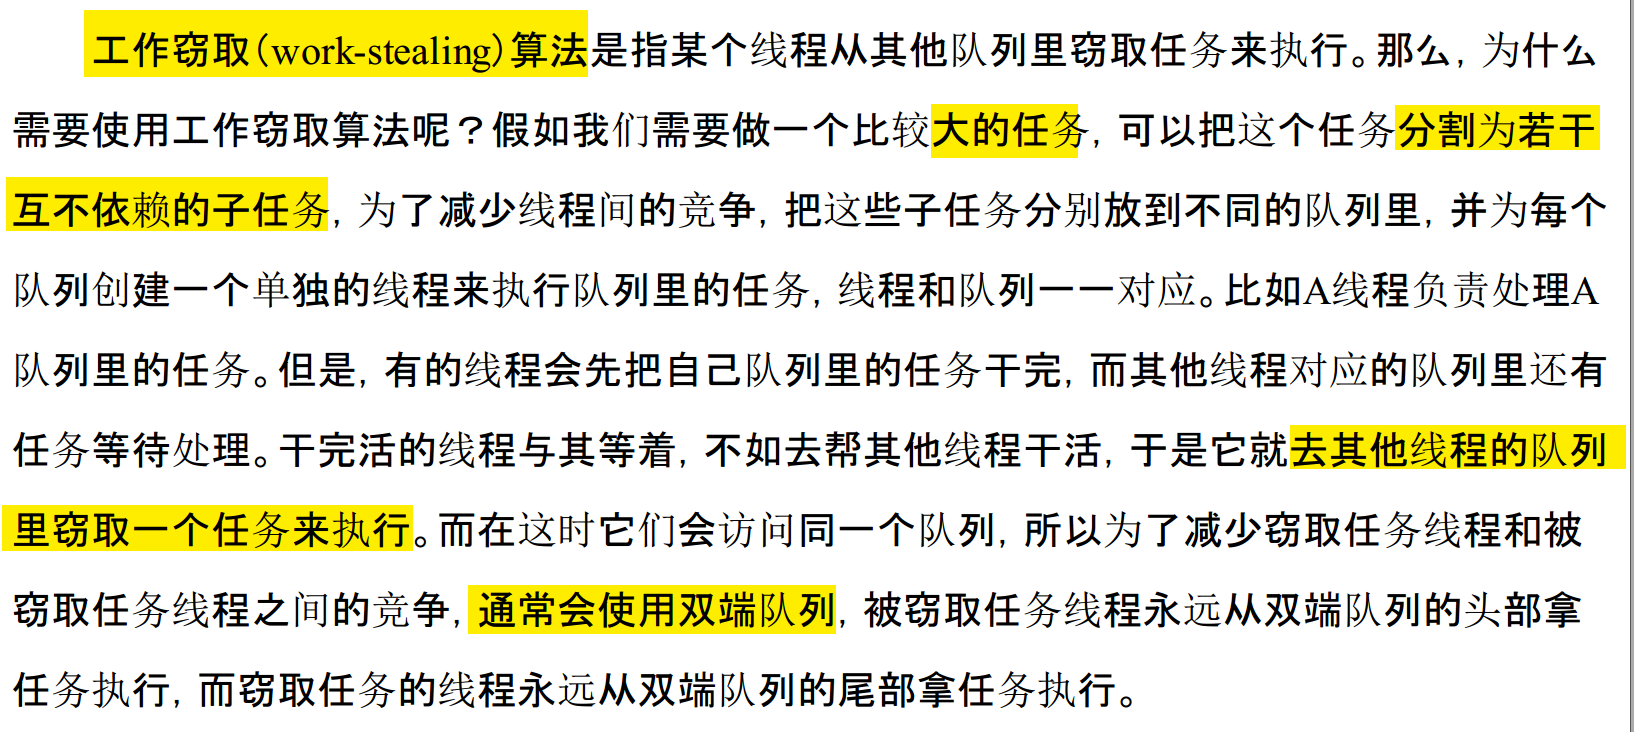 工作窃取(work-stealing)算法是指某个线程从其他队列里窃取任务来执行。那么,为什么
需要使用工作窃取算法呢?假如我们需要做一个比较大的任务,可以把这个任务分割为若干
互不依赖的子任务,为了减少线程间的竞争,把这些子任务分别放到不同的队列里,并为每个
队列创建一个单独的线程来执行队列里的任务,线程和队列一一对应。比如A线程负责处理A
队列里的任务。但是,有的线程会先把自己队列里的任务干完,而其他线程对应的队列里还有
任务等待处理。干完活的线程与其等着,不如去帮其他线程干活,于是它就去其他线程的队列
里窃取一个任务来执行。而在这时它们会访问同一个队列,所以为了减少窃取任务线程和被
窃取任务线程之间的竞争,通常会使用双端队列,被窃取任务线程永远从双端队列的头部拿
任务执行,而窃取任务的线程永远从双端队列的尾部拿任务执行。